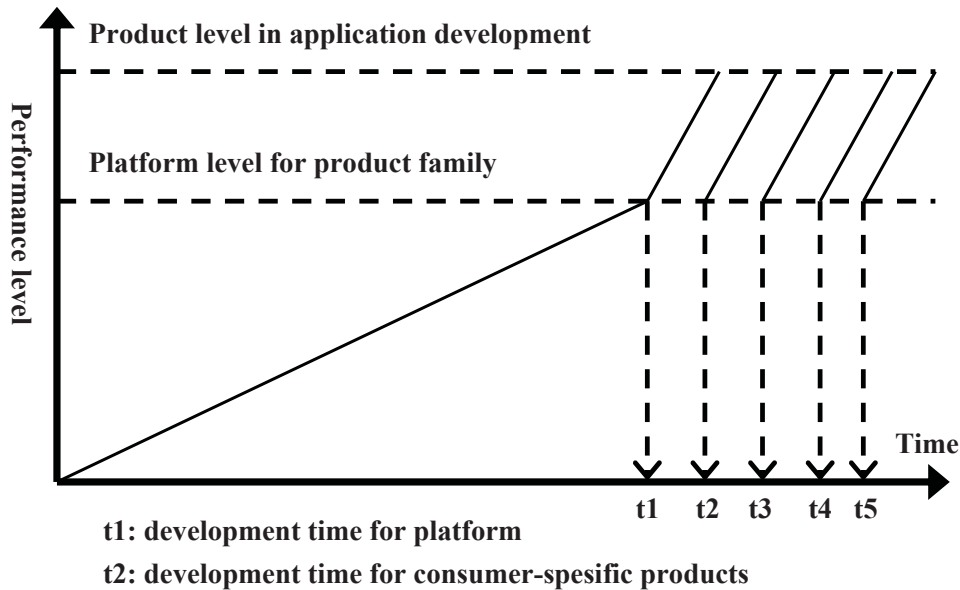 Product level in application development
Performance level
Platform level for product family
Time
t1 t2 t3 t4 t5
t1: development time for platform
t2: development time for consumer-spesific products